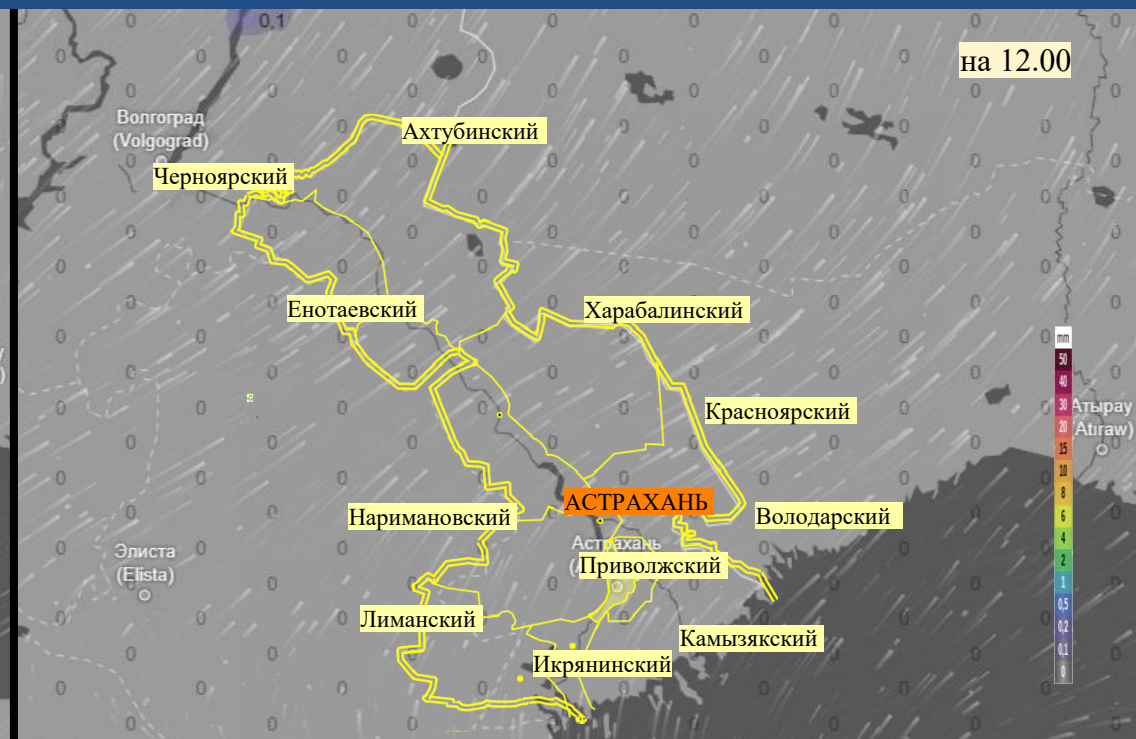 0,1
на 12.00
Волгоград
(Volgograd)
Ахтубинский
Черноярский
Енотаевский
Харабалинский
mm
50
40
30
20
15
10
8
6
4
2
1
0,5
0,2
0,1
0
Атырау
Atıraw)
Красноярский
АСТРАХАНЬ
Наримановский
Володарский
Элиста
(Elista)
Астрахань
Приволжский
Лиманский
Камызякский
Икрянинский